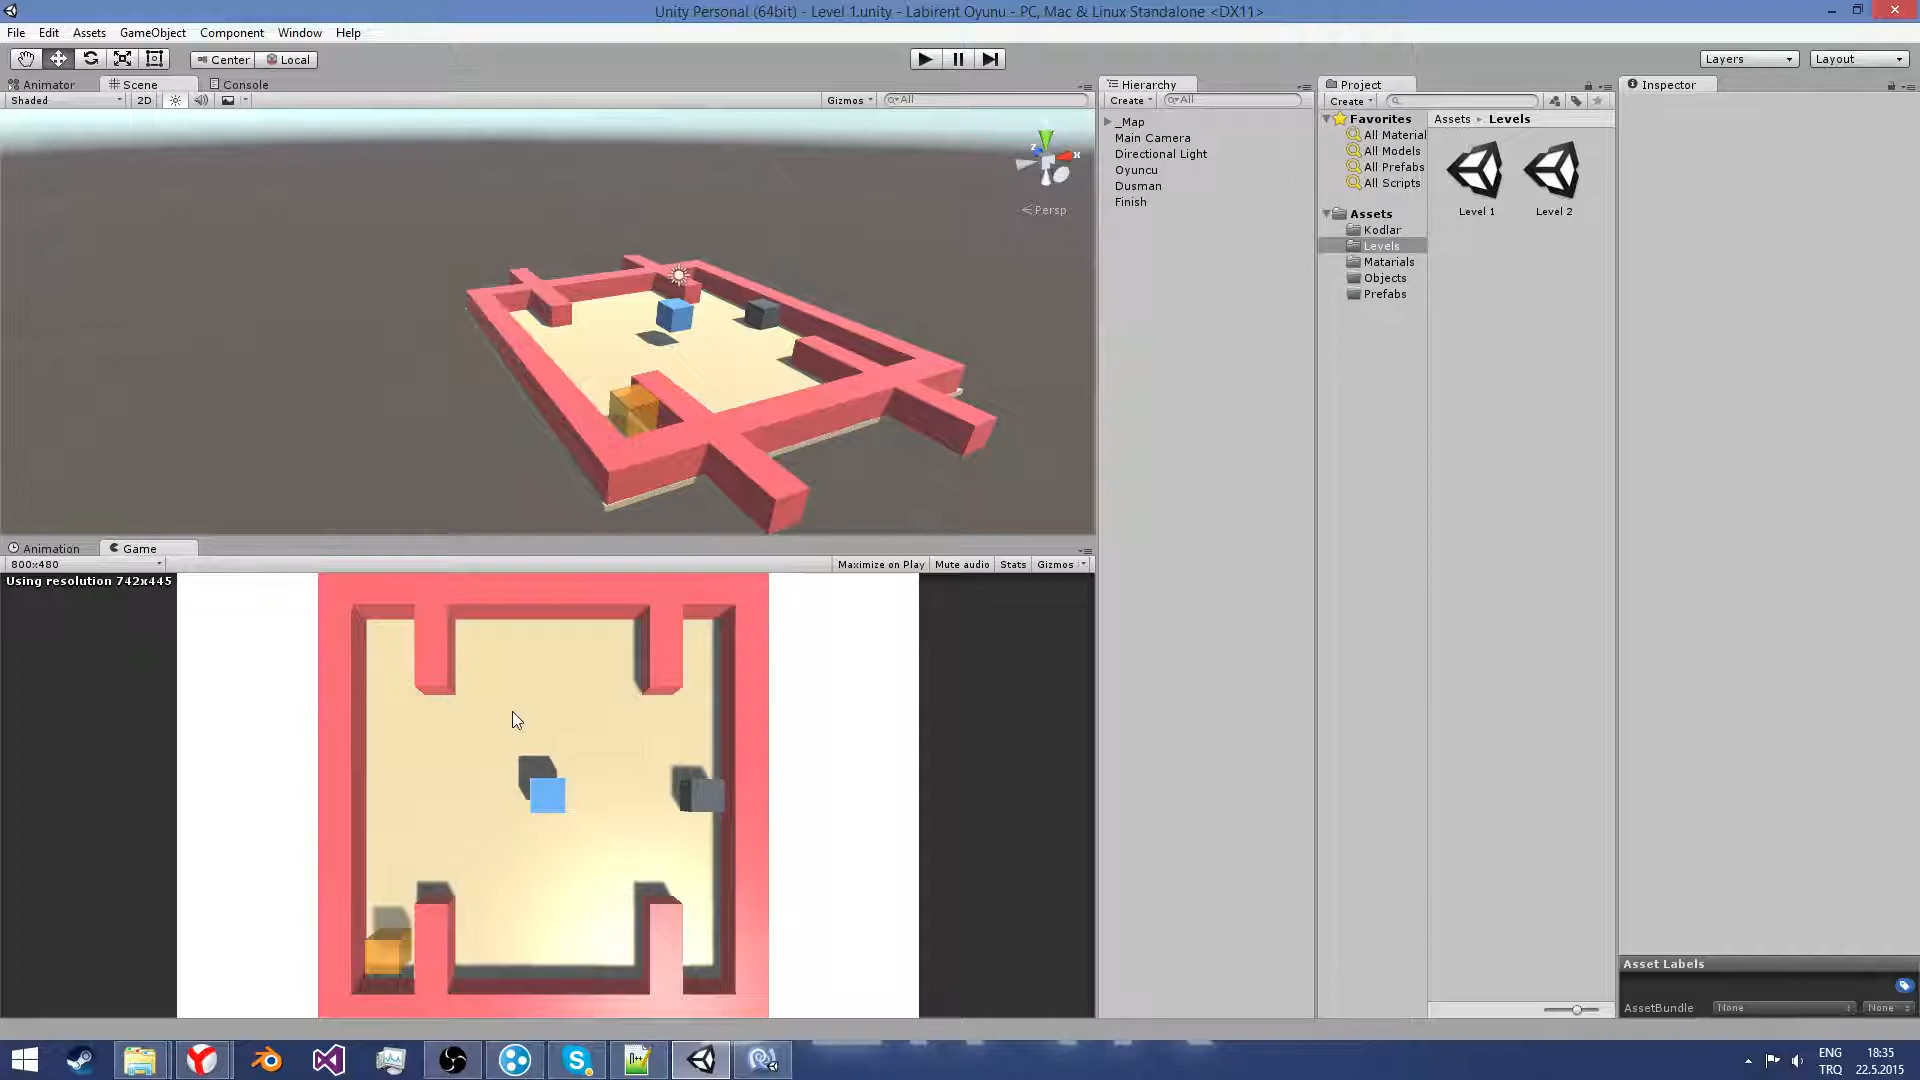 Unity Personal (64bit) - Level 1.unity - Labirent Oyunu - PC, Mac & Linux Standalone <DX11>
File Edit Assets GameObject Component Window Help
Center Local
Layers Layout
Animator Scene Console
Shaded 2D Gizmos All
Persp
Hierarchy
Create All
_Map
Main Camera
Directional Light
Oyuncu
Dusman
Finish
Project
Create
Favorites
All Material
All Models
All Prefabs
All Scripts
Assets
Kodlar
Levels
Matarials
Objects
Prefabs
Assets Levels
Level 1 Level 2
Inspector
Asset Labels
AssetBundle None None
Animation Game
800x480 Maximize on Play Mute audio Stats Gizmos
Using resolution 742x445
ENG 18:35
TRQ 22.5.2015